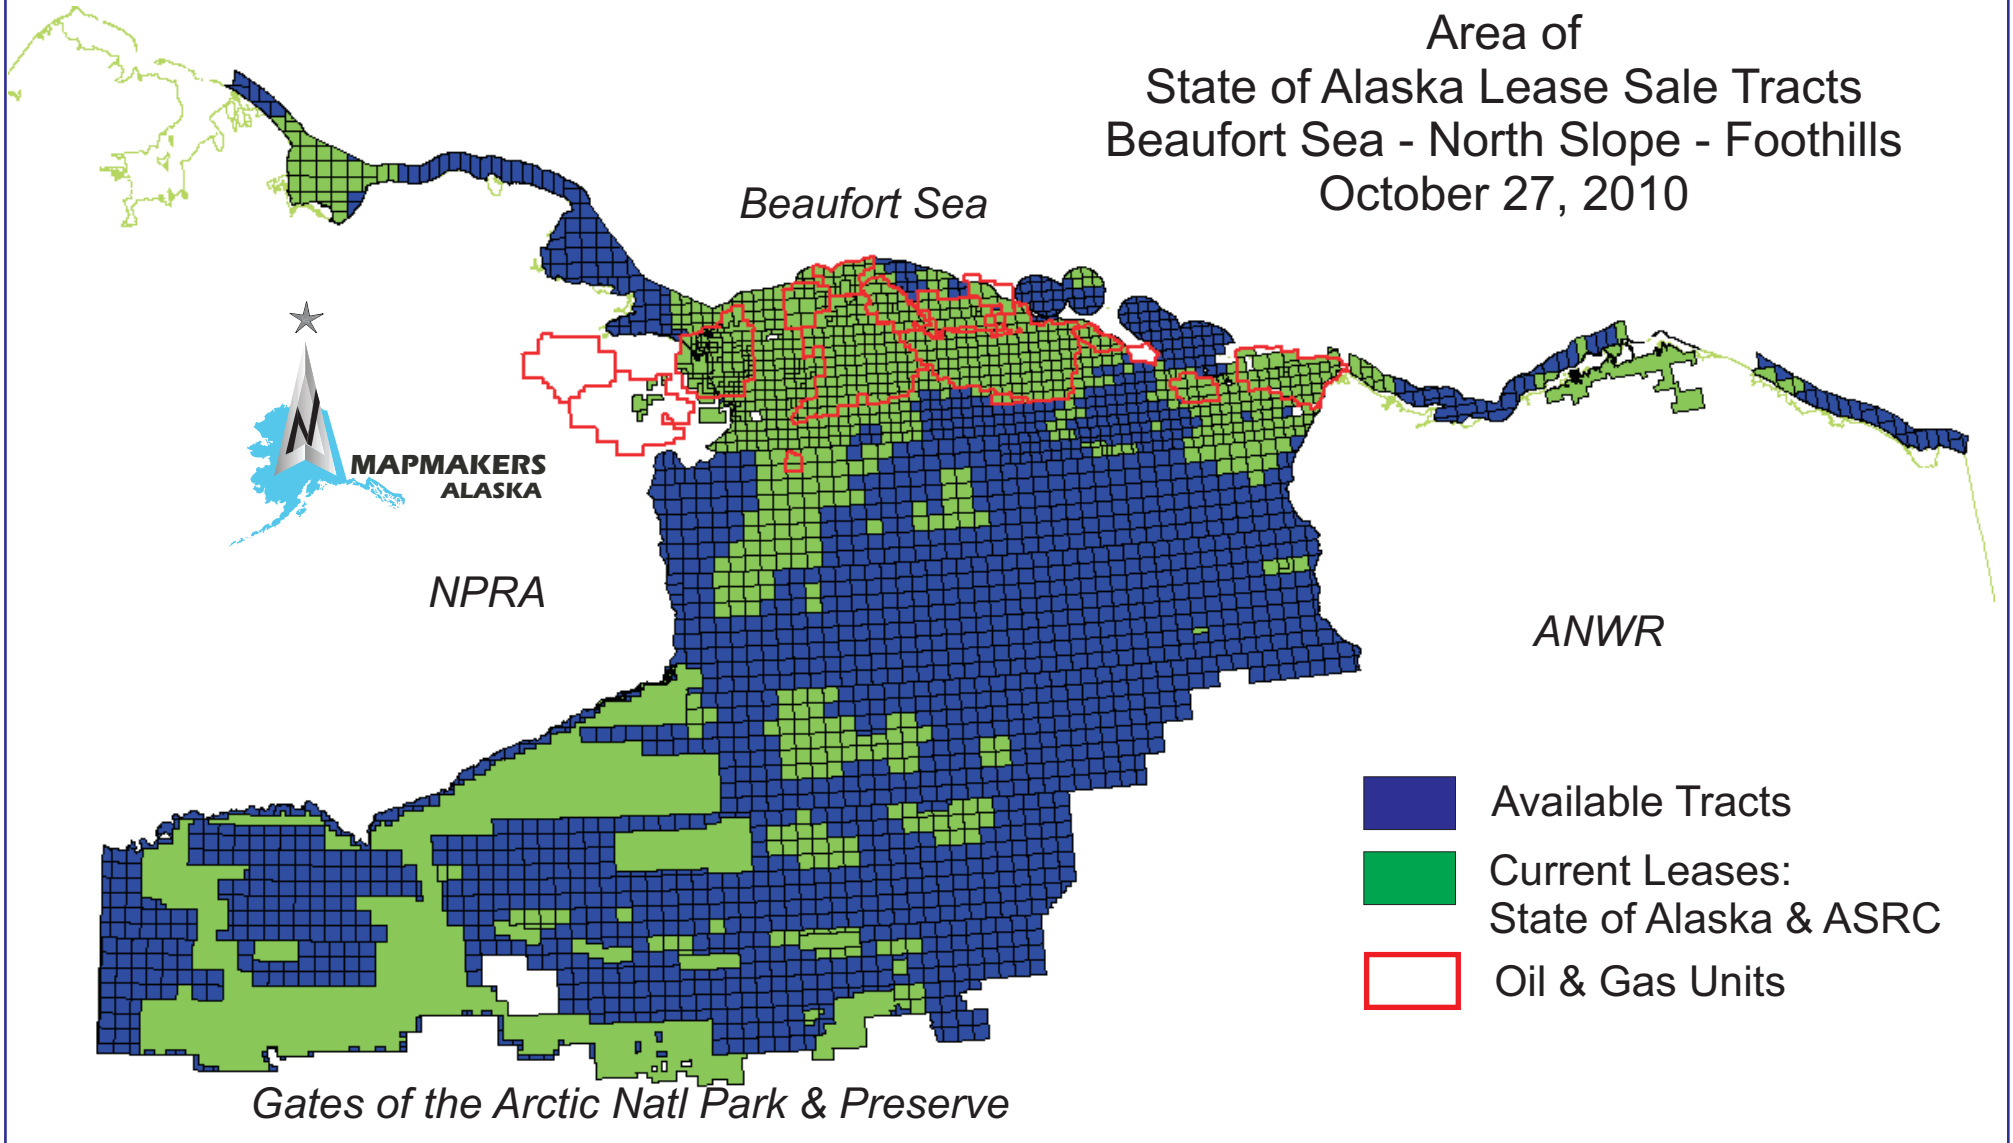 Area of
State of Alaska Lease Sale Tracts
Beaufort Sea - North Slope - Foothills
October 27, 2010
Beaufort Sea
N
MAPMAKERS
ALASKA
NPRA
ANWR
Available Tracts
Current Leases:
State of Alaska & ASRC
Oil & Gas Units
Gates of the Arctic Natl Park & Preserve